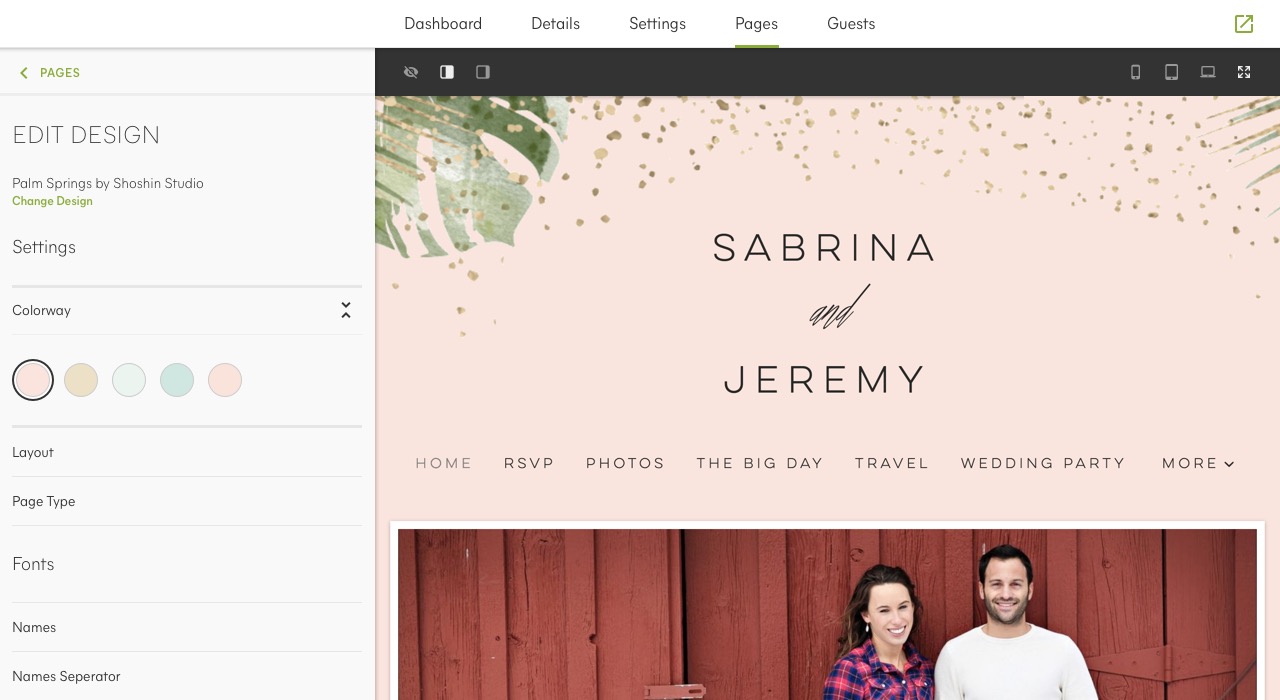 Dashboard Details Settings Pages Guests
PAGES
EDIT DESIGN
Palm Springs by Shoshin Studio
Change Design
Settings
Colorway
Layout
Page Type
Fonts
Names
Names Seperator
SABRINA
and
JEREMY
HOME RSVP PHOTOS THE BIG DAY TRAVEL WEDDING PARTY MORE